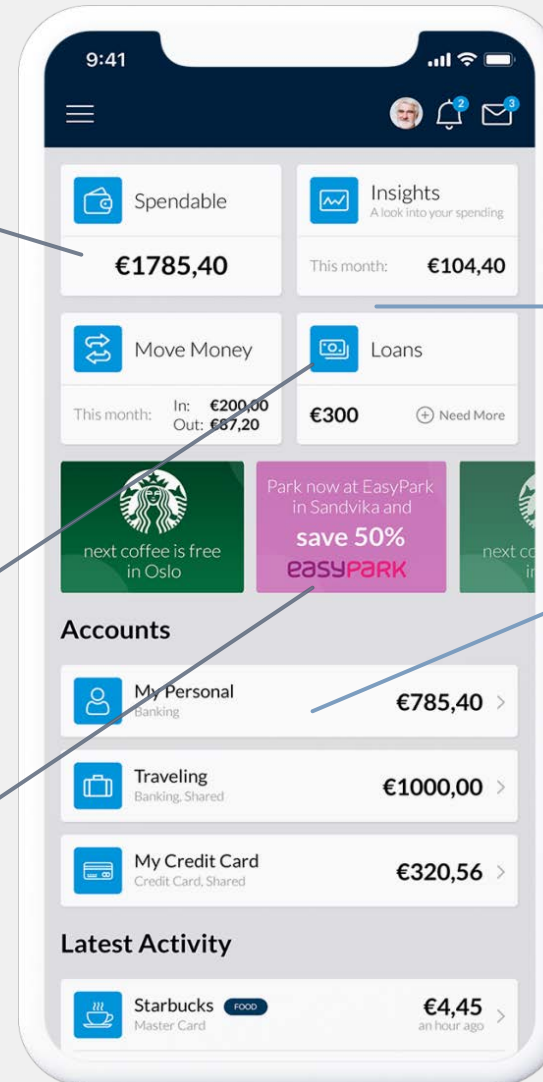 9:41
2
3
Spendable
€1785,40
Insights
A look into your spending
This month: €104,40
Move Money
This month:
In: €200,00
Out: €87,20
Loans
€300
Need More
next coffee is free
in Oslo
Park now at EasyPark
in Sandvika and
save 50%
easyPARK
next co
in
Accounts
My Personal
Banking
€785,40
Traveling
Banking, Shared
€1000,00
My Credit Card
Credit Card, Shared
€320,56
Latest Activity
Starbucks FOOD
Master Card
€4,45
an hour ago